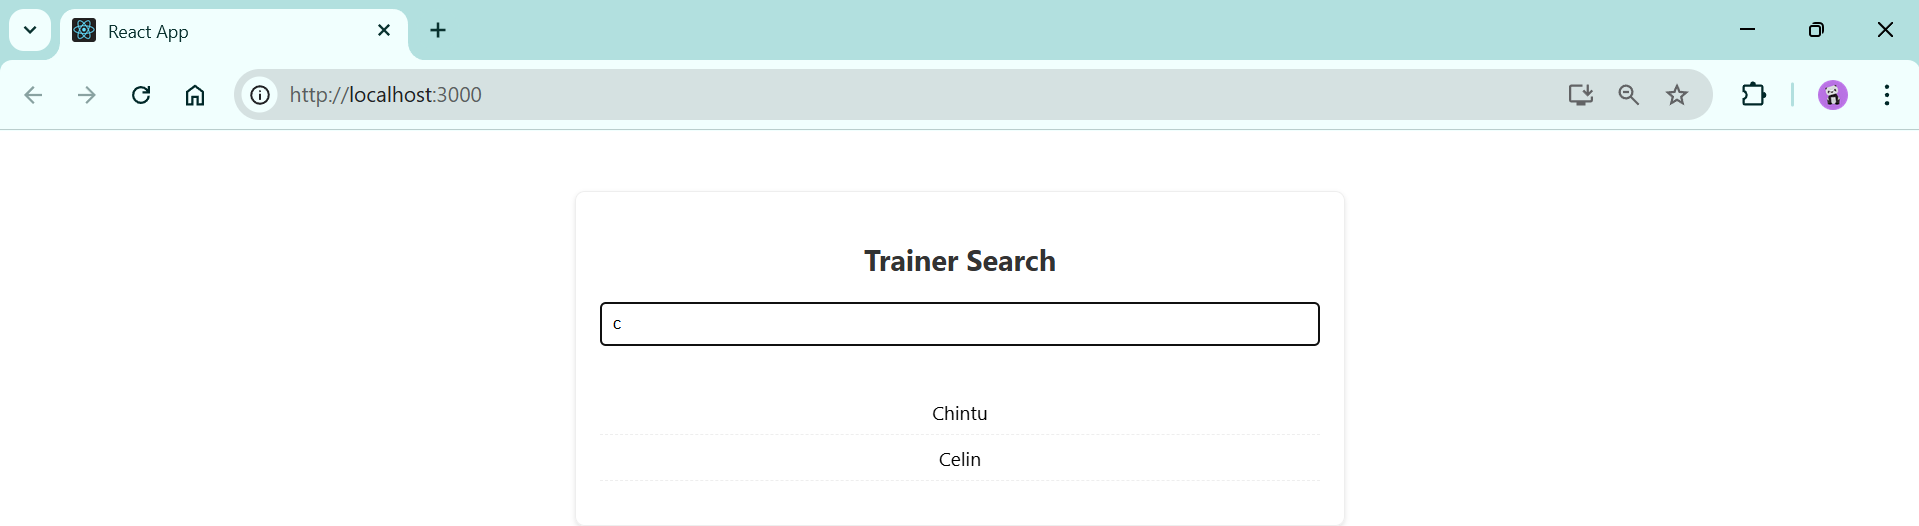 React App
http://localhost:3000
Trainer Search
c
Chintu
Celin